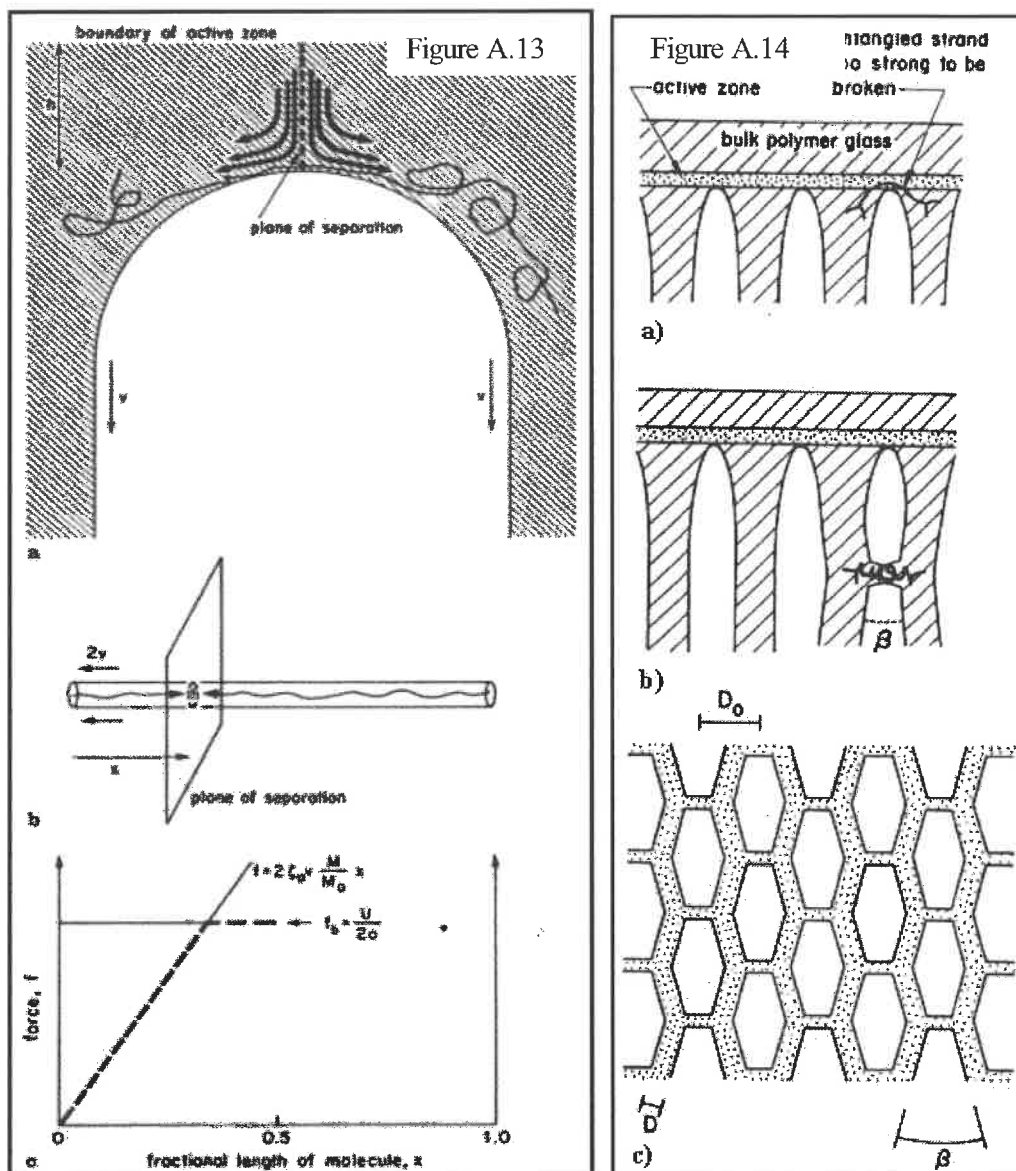 Figure A.13
boundary of active zone
h
plane of separation
v
v
a
2v
x
plane of separation
b
f = 2ζ₀v M/M₀ x
f_b = U/2a
force, f
0
0.5
1.0
c
fractional length of molecule, x
Figure A.14
ntangled strand
oo strong to be
broken
active zone
bulk polymer glass
a)
β
b)
D₀
D
β
c)